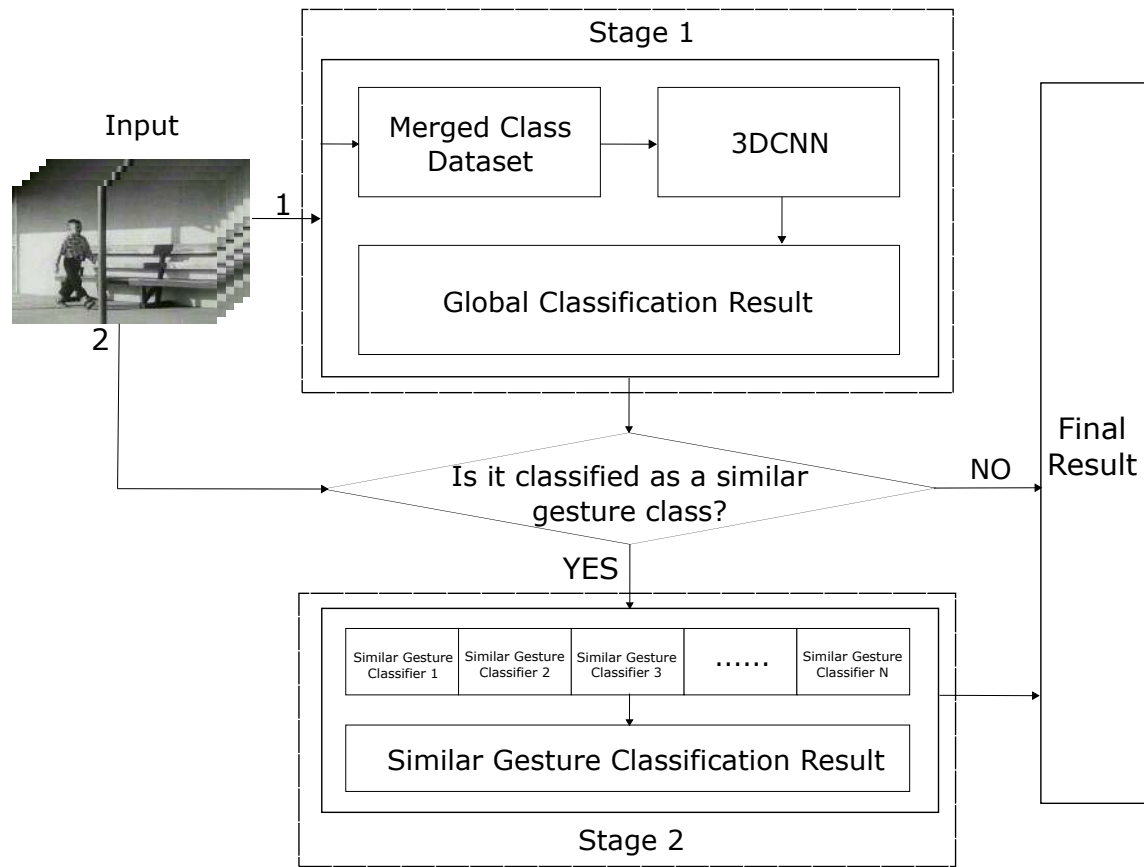 Stage 1
Input
Merged Class
Dataset
3DCNN
1
Global Classification Result
2
Is it classified as a similar
gesture class?
NO
Final
Result
YES
Similar Gesture
Classifier 1
Similar Gesture
Classifier 2
Similar Gesture
Classifier 3
......
Similar Gesture
Classifier N
Similar Gesture Classification Result
Stage 2